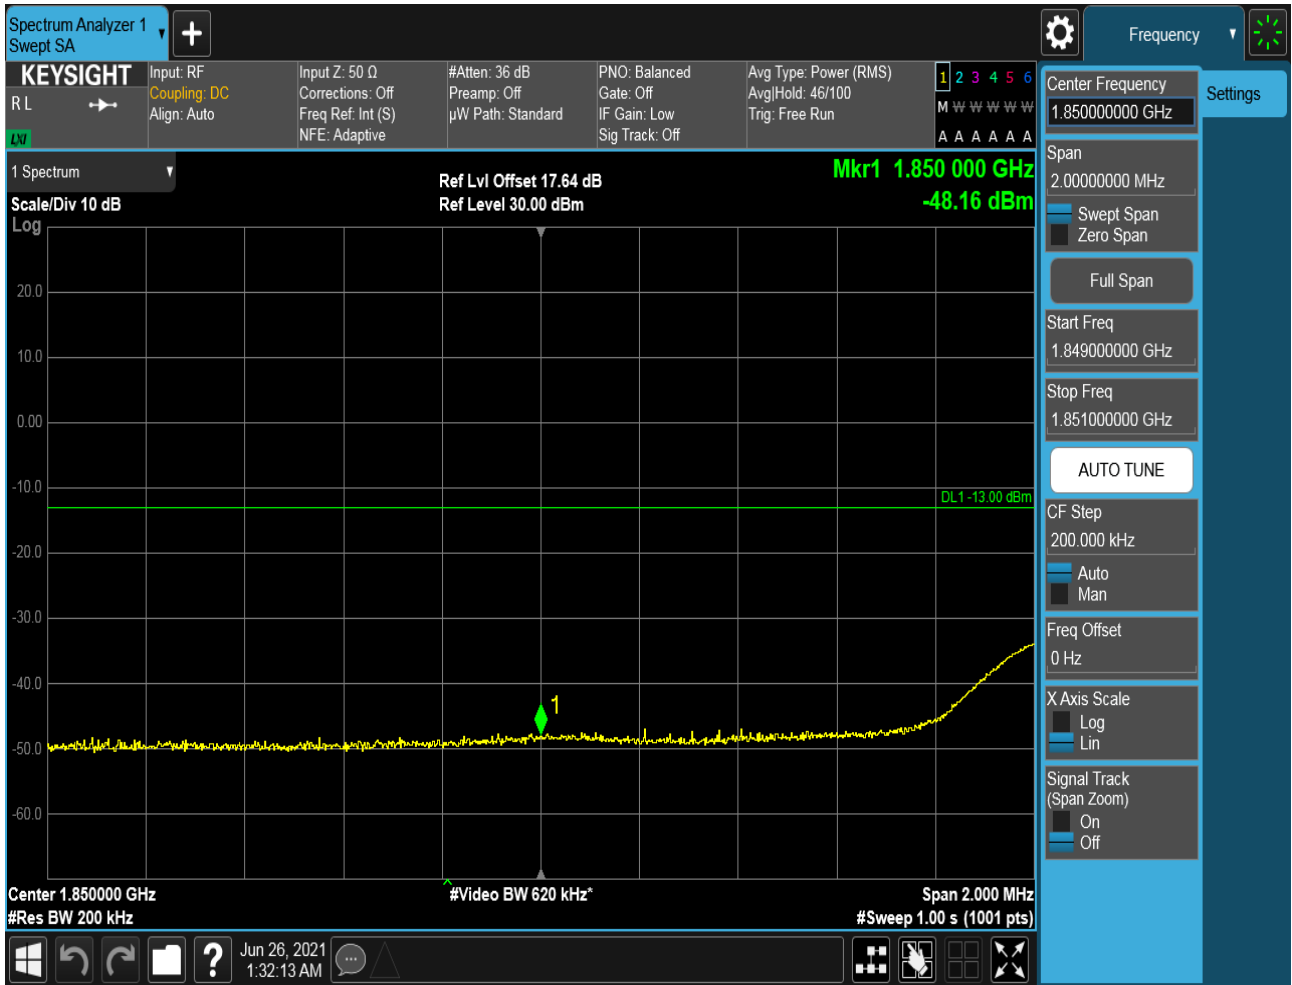 Spectrum Analyzer 1
Swept SA
Frequency
KEYSIGHT
R L
LXI
Input: RF
Coupling: DC
Align: Auto
Input Z: 50 Ω
Corrections: Off
Freq Ref: Int (S)
NFE: Adaptive
#Atten: 36 dB
Preamp: Off
µW Path: Standard
PNO: Balanced
Gate: Off
IF Gain: Low
Sig Track: Off
Avg Type: Power (RMS)
Avg|Hold: 46/100
Trig: Free Run
1 2 3 4 5 6
M W W W W W
A A A A A A
1 Spectrum
Scale/Div 10 dB
Log
Ref Lvl Offset 17.64 dB
Ref Level 30.00 dBm
Mkr1 1.850 000 GHz
-48.16 dBm
20.0
10.0
0.00
-10.0
DL1 -13.00 dBm
-20.0
-30.0
-40.0
1
-50.0
-60.0
Center 1.850000 GHz
#Video BW 620 kHz*
Span 2.000 MHz
#Res BW 200 kHz
#Sweep 1.00 s (1001 pts)
Jun 26, 2021
1:32:13 AM
Center Frequency
1.850000000 GHz
Settings
Span
2.00000000 MHz
Swept Span
Zero Span
Full Span
Start Freq
1.849000000 GHz
Stop Freq
1.851000000 GHz
AUTO TUNE
CF Step
200.000 kHz
Auto
Man
Freq Offset
0 Hz
X Axis Scale
Log
Lin
Signal Track
(Span Zoom)
On
Off